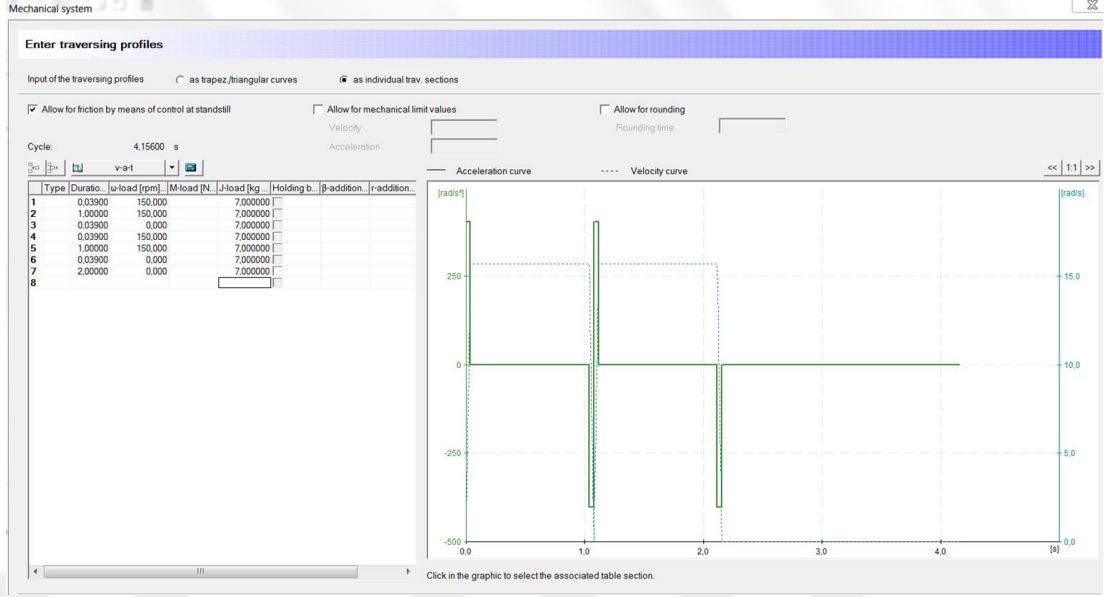 Mechanical system
Enter traversing profiles
Input of the traversing profiles as trapez./triangular curves as individual trav. sections
Allow for friction by means of control at standstill Allow for mechanical limit values Allow for rounding
Velocity Rounding time
Cycle: 4,15600 s Acceleration
v-a-t Acceleration curve Velocity curve << 1:1 >>
Type Duratio... ω-load [rpm] M-load [N... J-load [kg ... Holding b... β-addition... r-addition...
1 0,03900 150,000 7,000000
2 1,00000 150,000 7,000000
3 0,03900 0,000 7,000000
4 0,03900 150,000 7,000000
5 1,00000 150,000 7,000000
6 0,03900 0,000 7,000000
7 2,00000 0,000 7,000000
8
[rad/s²] [rad/s]
250 15,0
0 10,0
-250 5,0
-500 0,0
0,0 1,0 2,0 3,0 4,0 [s]
Click in the graphic to select the associated table section.